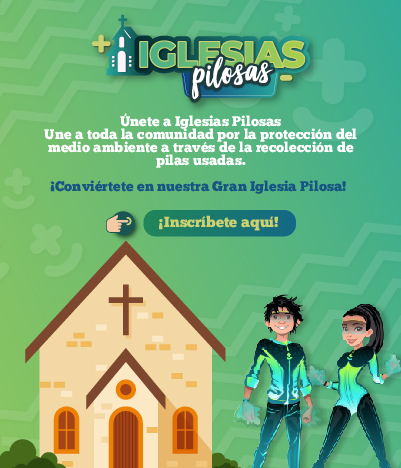 IGLESIAS
pilosas
Únete a Iglesias Pilosas
Une a toda la comunidad por la protección del
medio ambiente a través de la recolección de
pilas usadas.
¡Conviértete en nuestra Gran Iglesia Pilosa!
¡Inscríbete aquí!